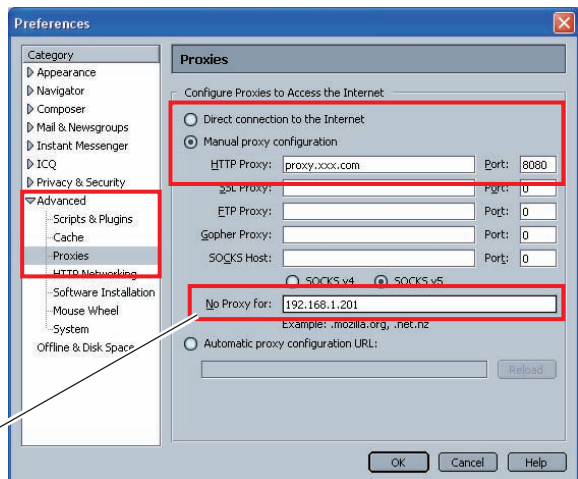 Preferences
Category
Appearance
Navigator
Composer
Mail & Newsgroups
Instant Messenger
ICQ
Privacy & Security
Advanced
Scripts & Plugins
Cache
Proxies
HTTP Networking
Software Installation
Mouse Wheel
System
Offline & Disk Space
Proxies
Configure Proxies to Access the Internet
Direct connection to the Internet
Manual proxy configuration
HTTP Proxy: proxy.xxx.com Port: 8080
SSL Proxy: Port: 0
FTP Proxy: Port: 0
Gopher Proxy: Port: 0
SOCKS Host: Port: 0
SOCKS v4 SOCKS v5
No Proxy for: 192.168.1.201
Example: .mozilla.org, .net.nz
Automatic proxy configuration URL:
Reload
OK Cancel Help